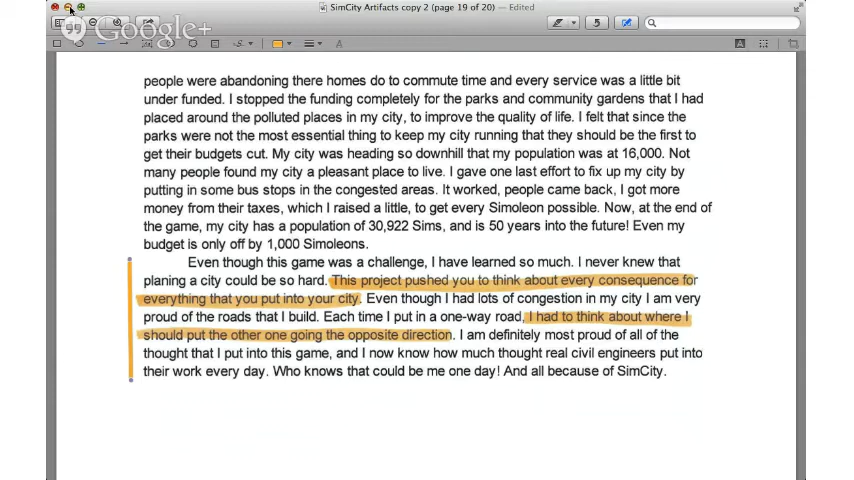 SimCity Artifacts copy 2 (page 19 of 20) — Edited
Google+
people were abandoning there homes do to commute time and every service was a little bit
under funded. I stopped the funding completely for the parks and community gardens that I had
placed around the polluted places in my city, to improve the quality of life. I felt that since the
parks were not the most essential thing to keep my city running that they should be the first to
get their budgets cut. My city was heading so downhill that my population was at 16,000. Not
many people found my city a pleasant place to live. I gave one last effort to fix up my city by
putting in some bus stops in the congested areas. It worked, people came back, I got more
money from their taxes, which I raised a little, to get every Simoleon possible. Now, at the end of
the game, my city has a population of 30,922 Sims, and is 50 years into the future! Even my
budget is only off by 1,000 Simoleons.
Even though this game was a challenge, I have learned so much. I never knew that
planing a city could be so hard. This project pushed you to think about every consequence for
everything that you put into your city. Even though I had lots of congestion in my city I am very
proud of the roads that I build. Each time I put in a one-way road, I had to think about where I
should put the other one going the opposite direction. I am definitely most proud of all of the
thought that I put into this game, and I now know how much thought real civil engineers put into
their work every day. Who knows that could be me one day! And all because of SimCity.